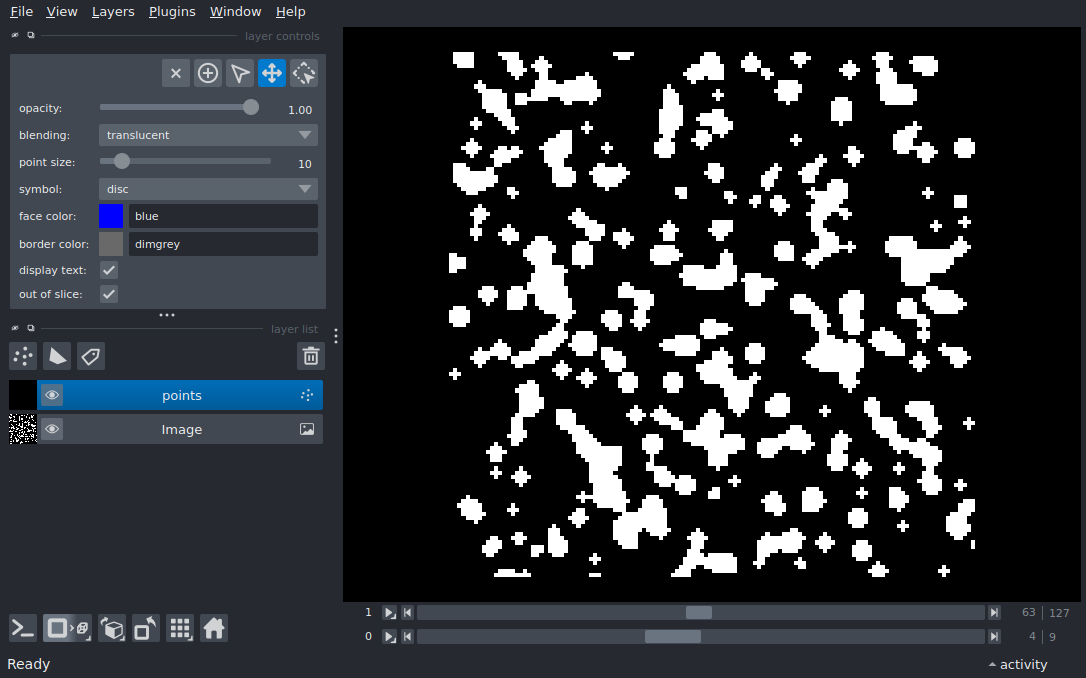 File View Layers Plugins Window Help
layer controls
opacity: 1.00
blending: translucent
point size: 10
symbol: disc
face color: blue
border color: dimgrey
display text:
out of slice:
layer list
points
Image
1 63 127
0 4 9
Ready activity